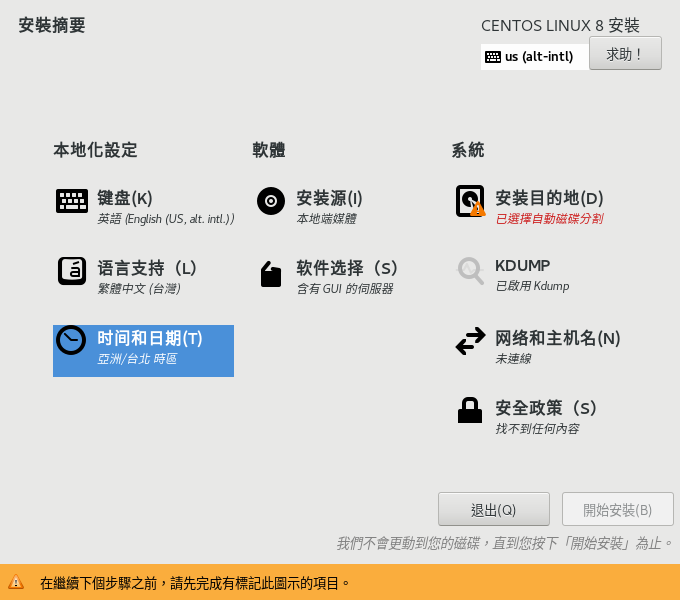 安裝摘要
CENTOS LINUX 8 安裝
us (alt-intl)
求助！
本地化設定
键盘(K)
英語 (English (US, alt. intl.))
语言支持（L）
繁體中文 (台灣)
时间和日期(T)
亞洲/台北 時區
軟體
安装源(I)
本地端媒體
软件选择（S）
含有 GUI 的伺服器
系統
安装目的地(D)
已選擇自動磁碟分割
KDUMP
已啟用 Kdump
网络和主机名(N)
未連線
安全政策（S）
找不到任何內容
退出(Q)
開始安裝(B)
我們不會更動到您的磁碟，直到您按下「開始安裝」為止。
在繼續下個步驟之前，請先完成有標記此圖示的項目。